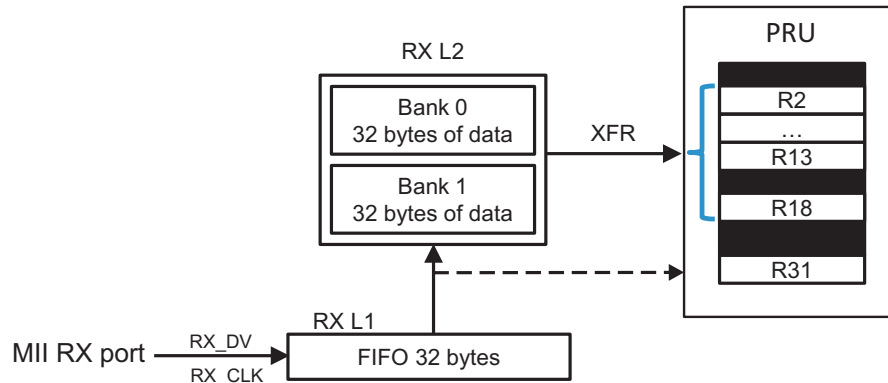 PRU
RX L2
Bank 0
32 bytes of data
Bank 1
32 bytes of data
XFR
R2
...
R13
R18
R31
RX L1
MII RX port
RX_DV
RX_CLK
FIFO 32 bytes